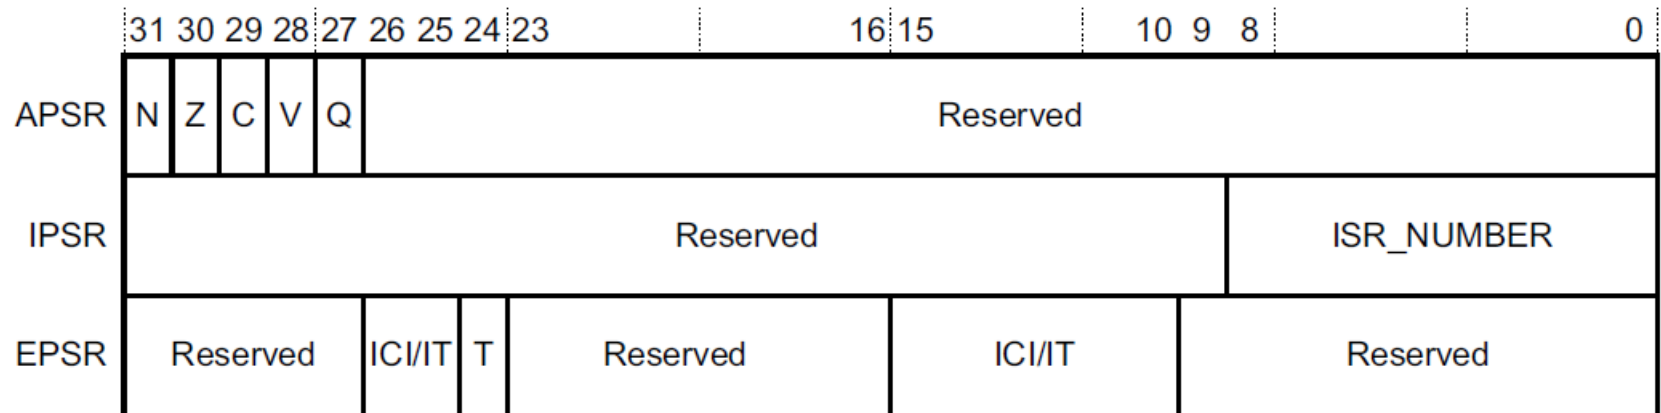 31 30 29 28 27 26 25 24 23 16 15 10 9 8 0
APSR N Z C V Q Reserved
IPSR Reserved ISR_NUMBER
EPSR Reserved ICI/IT T Reserved ICI/IT Reserved